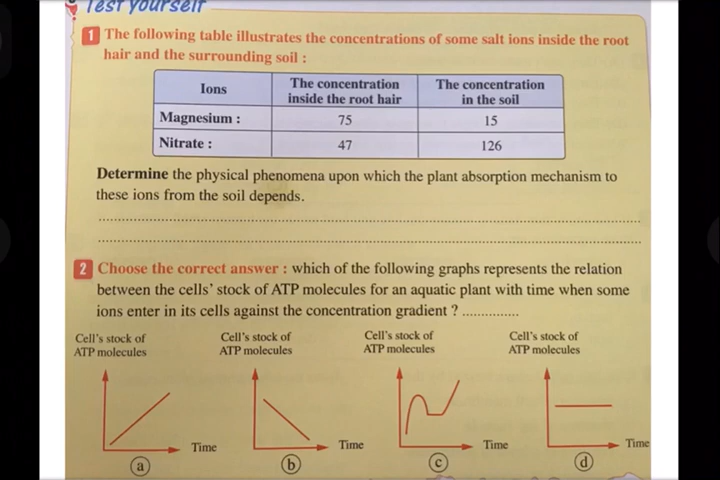 Test yourself
1 The following table illustrates the concentrations of some salt ions inside the root
hair and the surrounding soil :
Ions
The concentration
inside the root hair
The concentration
in the soil
Magnesium :
75
15
Nitrate :
47
126
Determine the physical phenomena upon which the plant absorption mechanism to
these ions from the soil depends.
2 Choose the correct answer : which of the following graphs represents the relation
between the cells' stock of ATP molecules for an aquatic plant with time when some
ions enter in its cells against the concentration gradient ? ..............
Cell's stock of
ATP molecules
Time
a
Cell's stock of
ATP molecules
Time
b
Cell's stock of
ATP molecules
Time
c
Cell's stock of
ATP molecules
Time
d